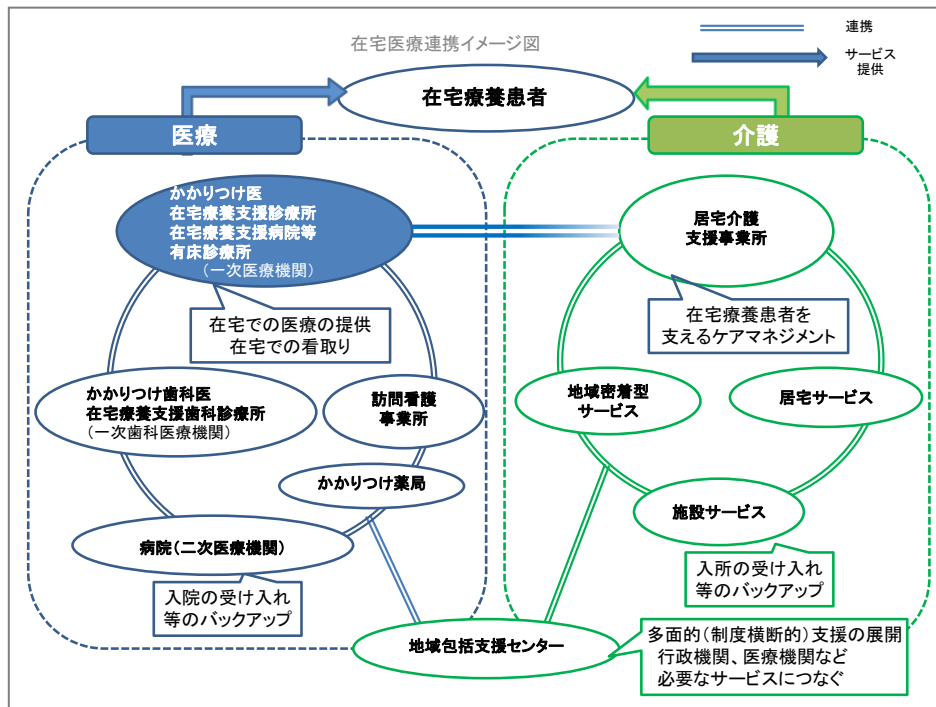 在宅医療連携イメージ図
連携
サービス
提供
在宅療養患者
医療
介護
かかりつけ医
在宅療養支援診療所
在宅療養支援病院等
有床診療所
(一次医療機関)
居宅介護
支援事業所
在宅での医療の提供
在宅での看取り
在宅療養患者を
支えるケアマネジメント
かかりつけ歯科医
在宅療養支援歯科診療所
(一次歯科医療機関)
訪問看護
事業所
地域密着型
サービス
居宅サービス
かかりつけ薬局
施設サービス
病院(二次医療機関)
入院の受け入れ
等のバックアップ
入所の受け入れ
等のバックアップ
地域包括支援センター
多面的(制度横断的)支援の展開
行政機関、医療機関など
必要なサービスにつなぐ